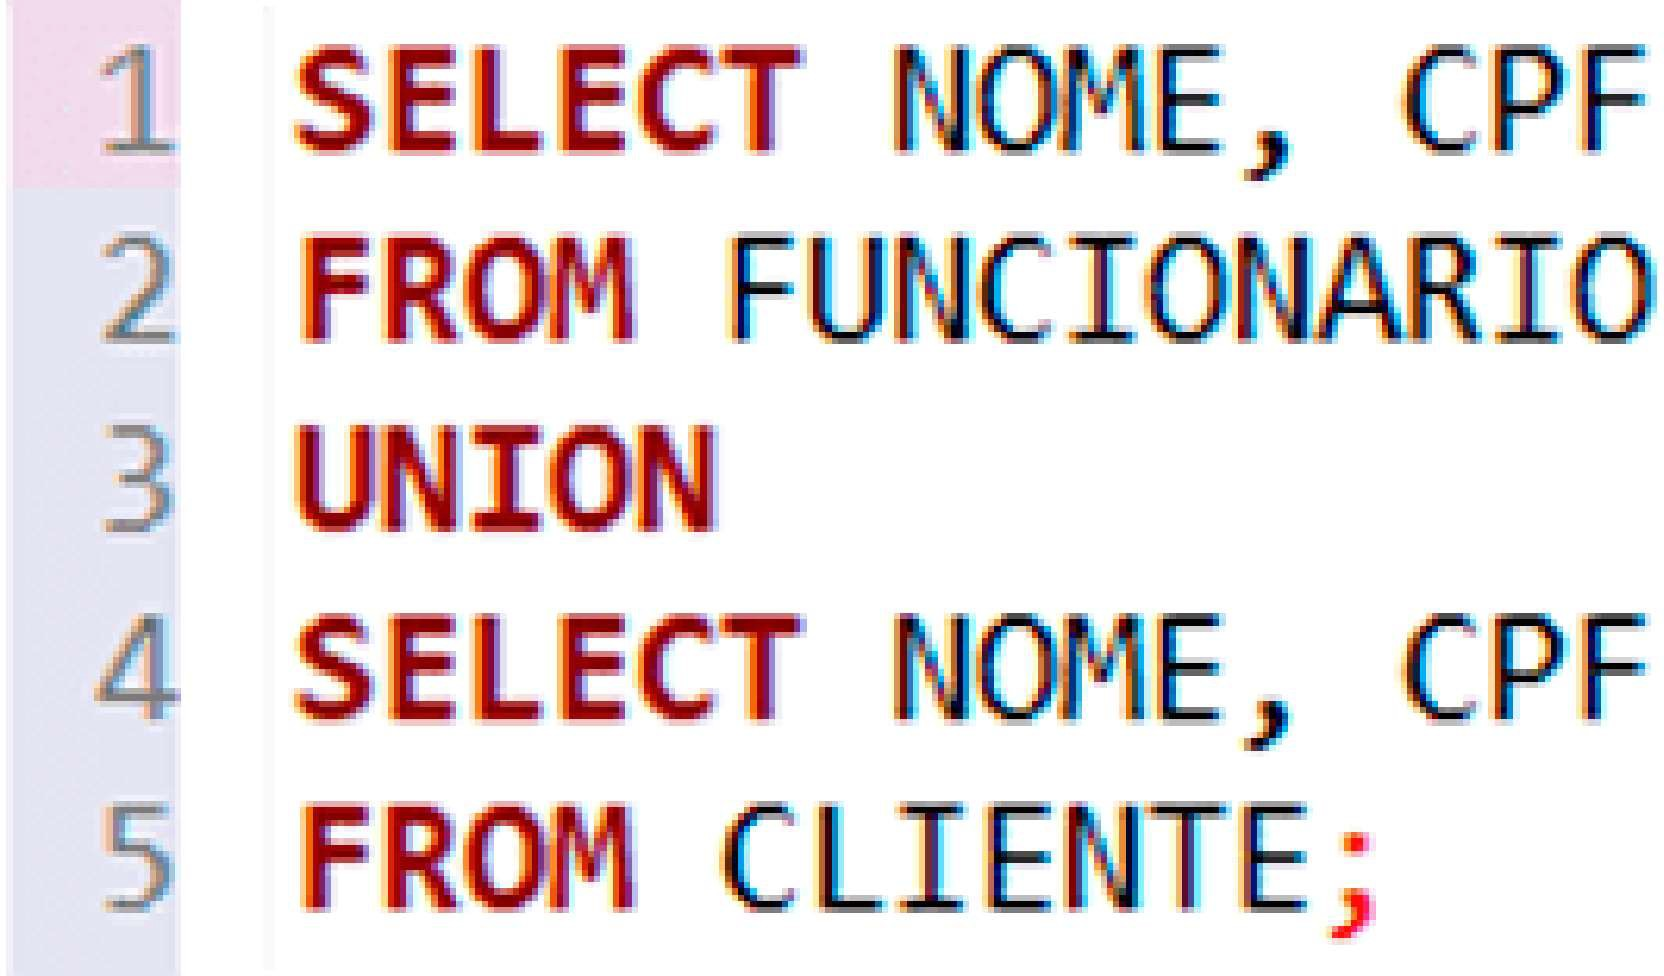 1 SELECT NOME, CPF
2 FROM FUNCIONARIO
3 UNION
4 SELECT NOME, CPF
5 FROM CLIENTE;